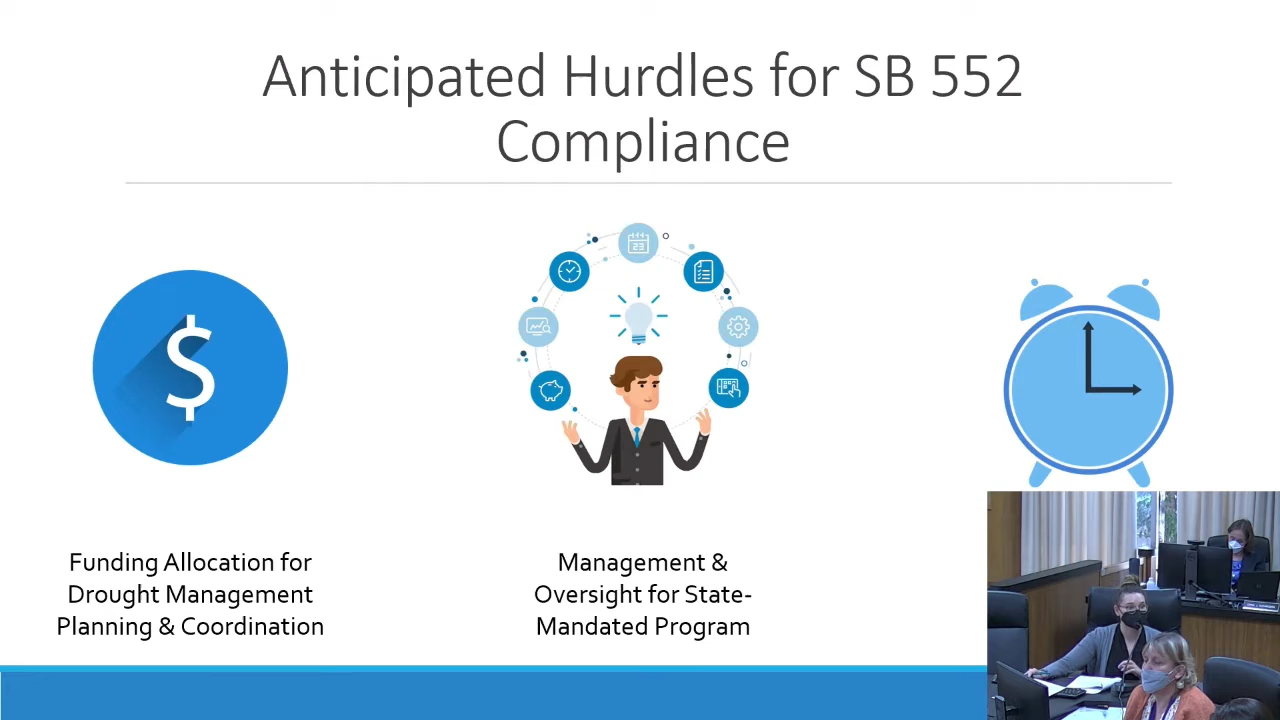 Anticipated Hurdles for SB 552
Compliance
$
23
Funding Allocation for
Drought Management
Planning & Coordination
Management &
Oversight for State-
Mandated Program